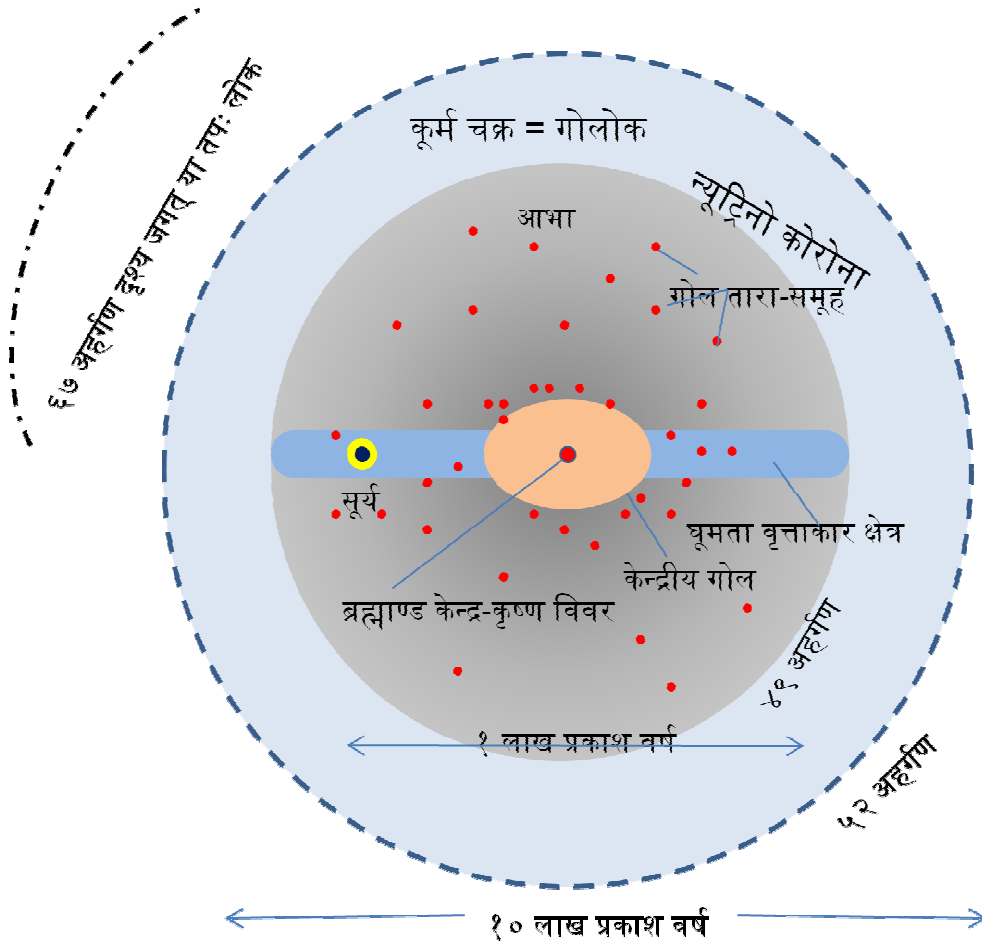 ६७ अहर्गण दृश्य जगत् या तपः लोक
कूर्म चक्र = गोलोक
न्यूट्रिनो कोरोना
आभा
गोल तारा-समूह
सूर्य
घूमता वृत्ताकार क्षेत्र
केन्द्रीय गोल
ब्रह्माण्ड केन्द्र-कृष्ण विवर
४९ अहर्गण
१ लाख प्रकाश वर्ष
५२ अहर्गण
१० लाख प्रकाश वर्ष